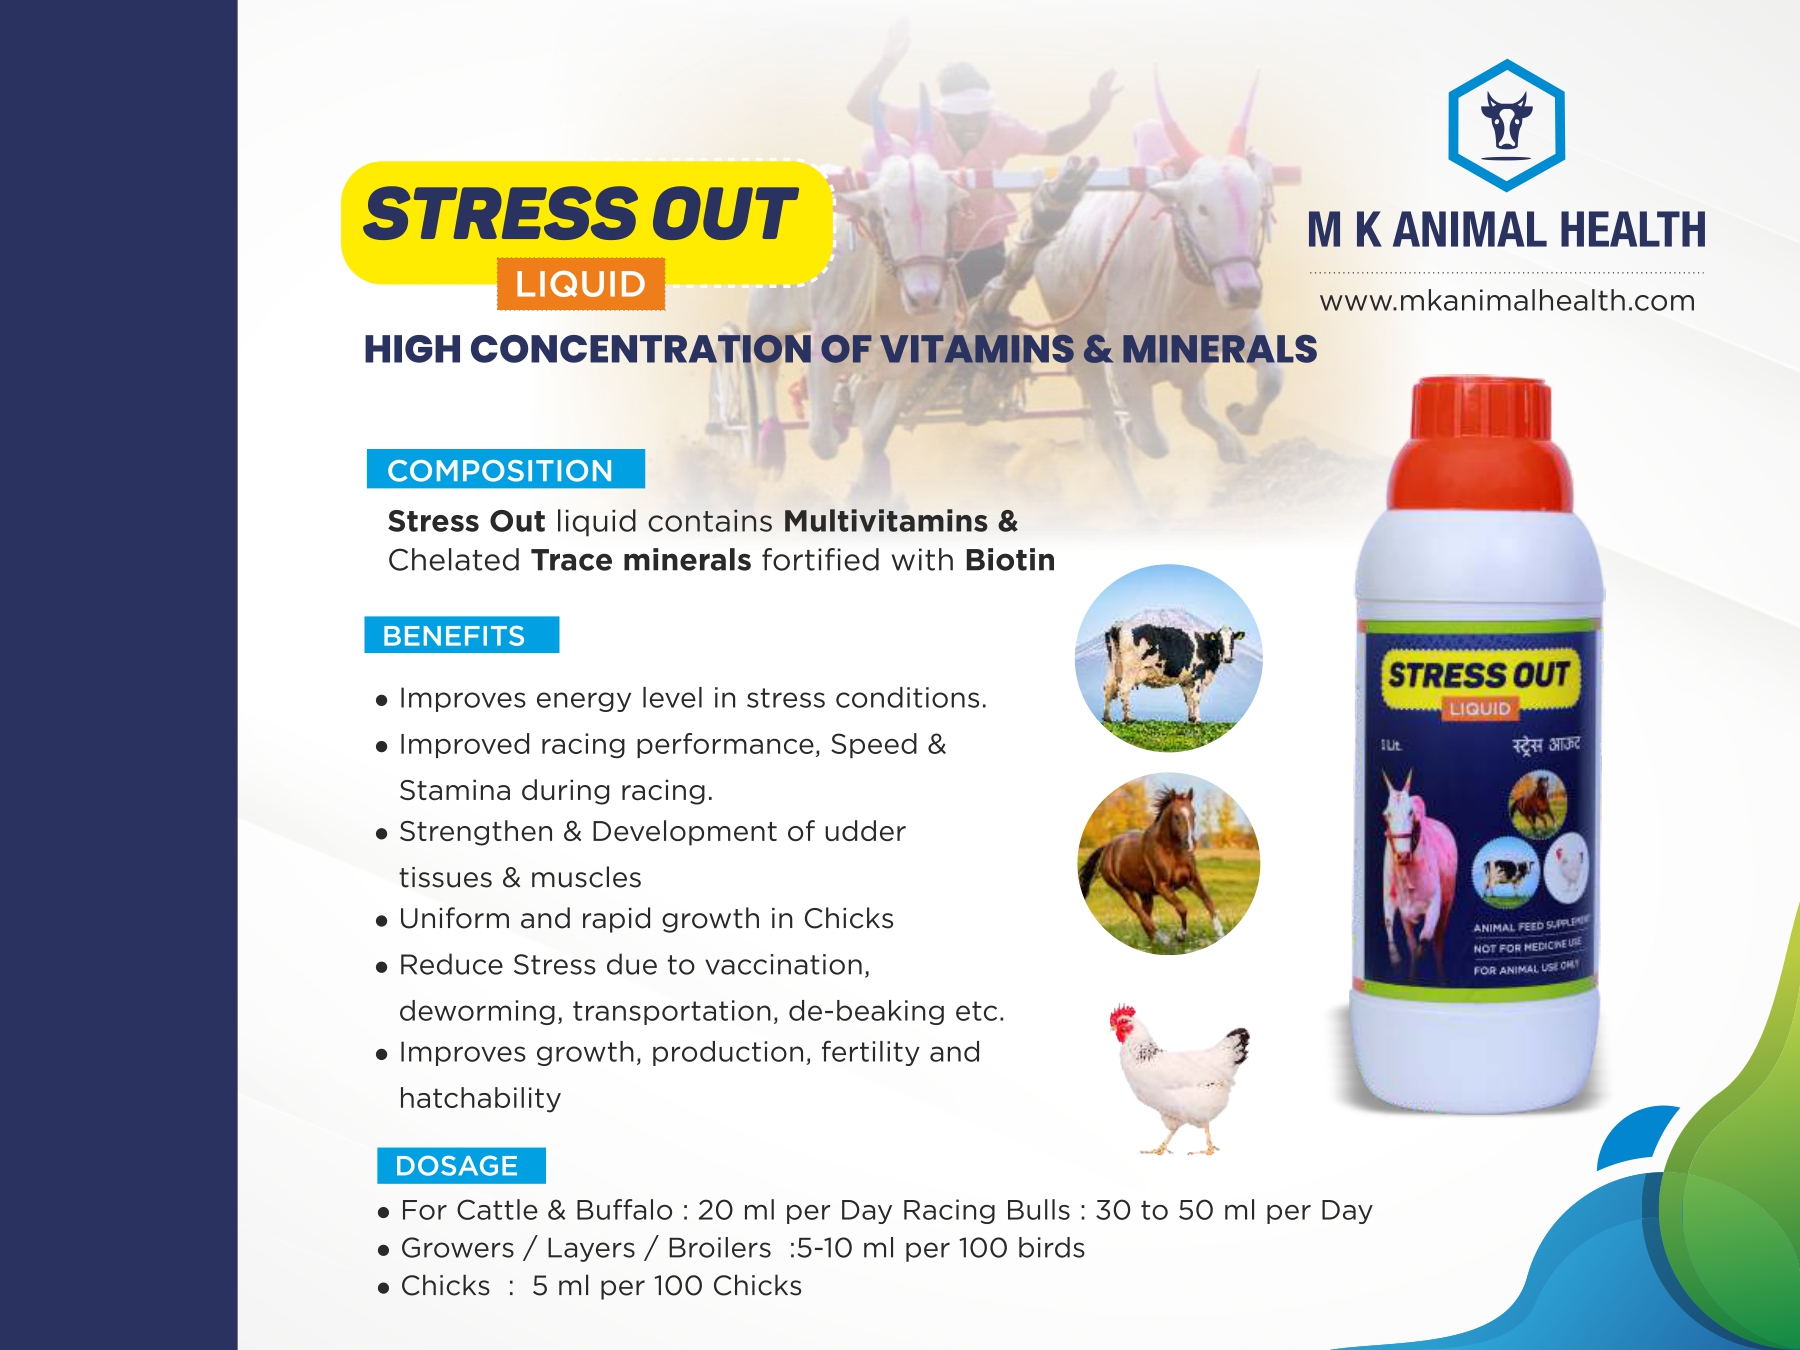 STRESS OUT
LIQUID
HIGH CONCENTRATION OF VITAMINS & MINERALS
M K ANIMAL HEALTH
www.mkanimalhealth.com
COMPOSITION
Stress Out liquid contains Multivitamins &
Chelated Trace minerals fortified with Biotin
BENEFITS
• Improves energy level in stress conditions.
• Improved racing performance, Speed &
Stamina during racing.
• Strengthen & Development of udder
tissues & muscles
• Uniform and rapid growth in Chicks
• Reduce Stress due to vaccination,
deworming, transportation, de-beaking etc.
• Improves growth, production, fertility and
hatchability
STRESS OUT
LIQUID
1 Lit.
स्ट्रेस आऊट
ANIMAL FEED SUPPLEMENT
NOT FOR MEDICINE USE
FOR ANIMAL USE ONLY
DOSAGE
• For Cattle & Buffalo : 20 ml per Day Racing Bulls : 30 to 50 ml per Day
• Growers / Layers / Broilers :5-10 ml per 100 birds
• Chicks : 5 ml per 100 Chicks